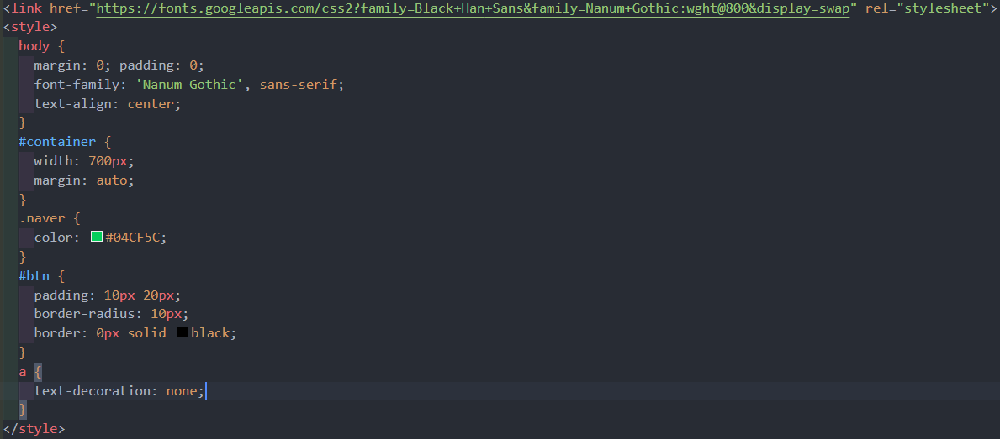 <link href="https://fonts.googleapis.com/css2?family=Black+Han+Sans&family=Nanum+Gothic:wght@800&display=swap" rel="stylesheet">
<style>
  body {
    margin: 0; padding: 0;
    font-family: 'Nanum Gothic', sans-serif;
    text-align: center;
  }
  #container {
    width: 700px;
    margin: auto;
  }
  .naver {
    color: #04CF5C;
  }
  #btn {
    padding: 10px 20px;
    border-radius: 10px;
    border: 0px solid black;
  }
  a {
    text-decoration: none;
  }
</style>